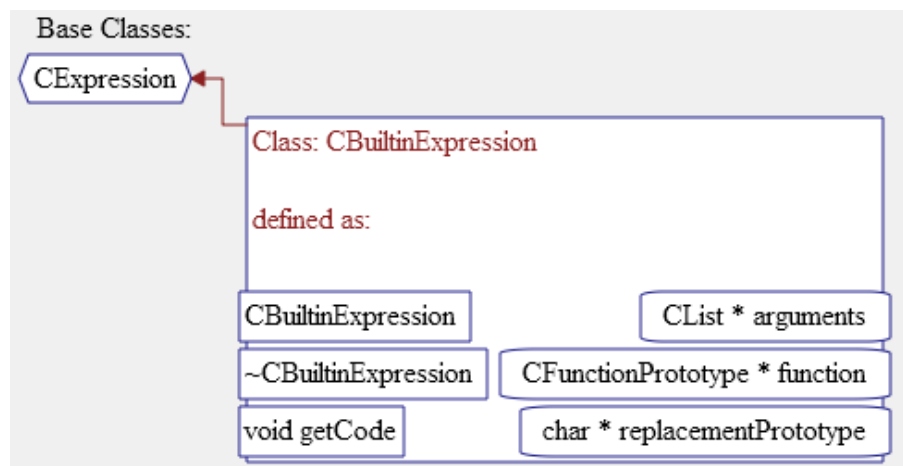 Base Classes:
CExpression
Class: CBuiltinExpression
defined as:
CBuiltinExpression
CList * arguments
~CBuiltinExpression
CFunctionPrototype * function
void getCode
char * replacementPrototype